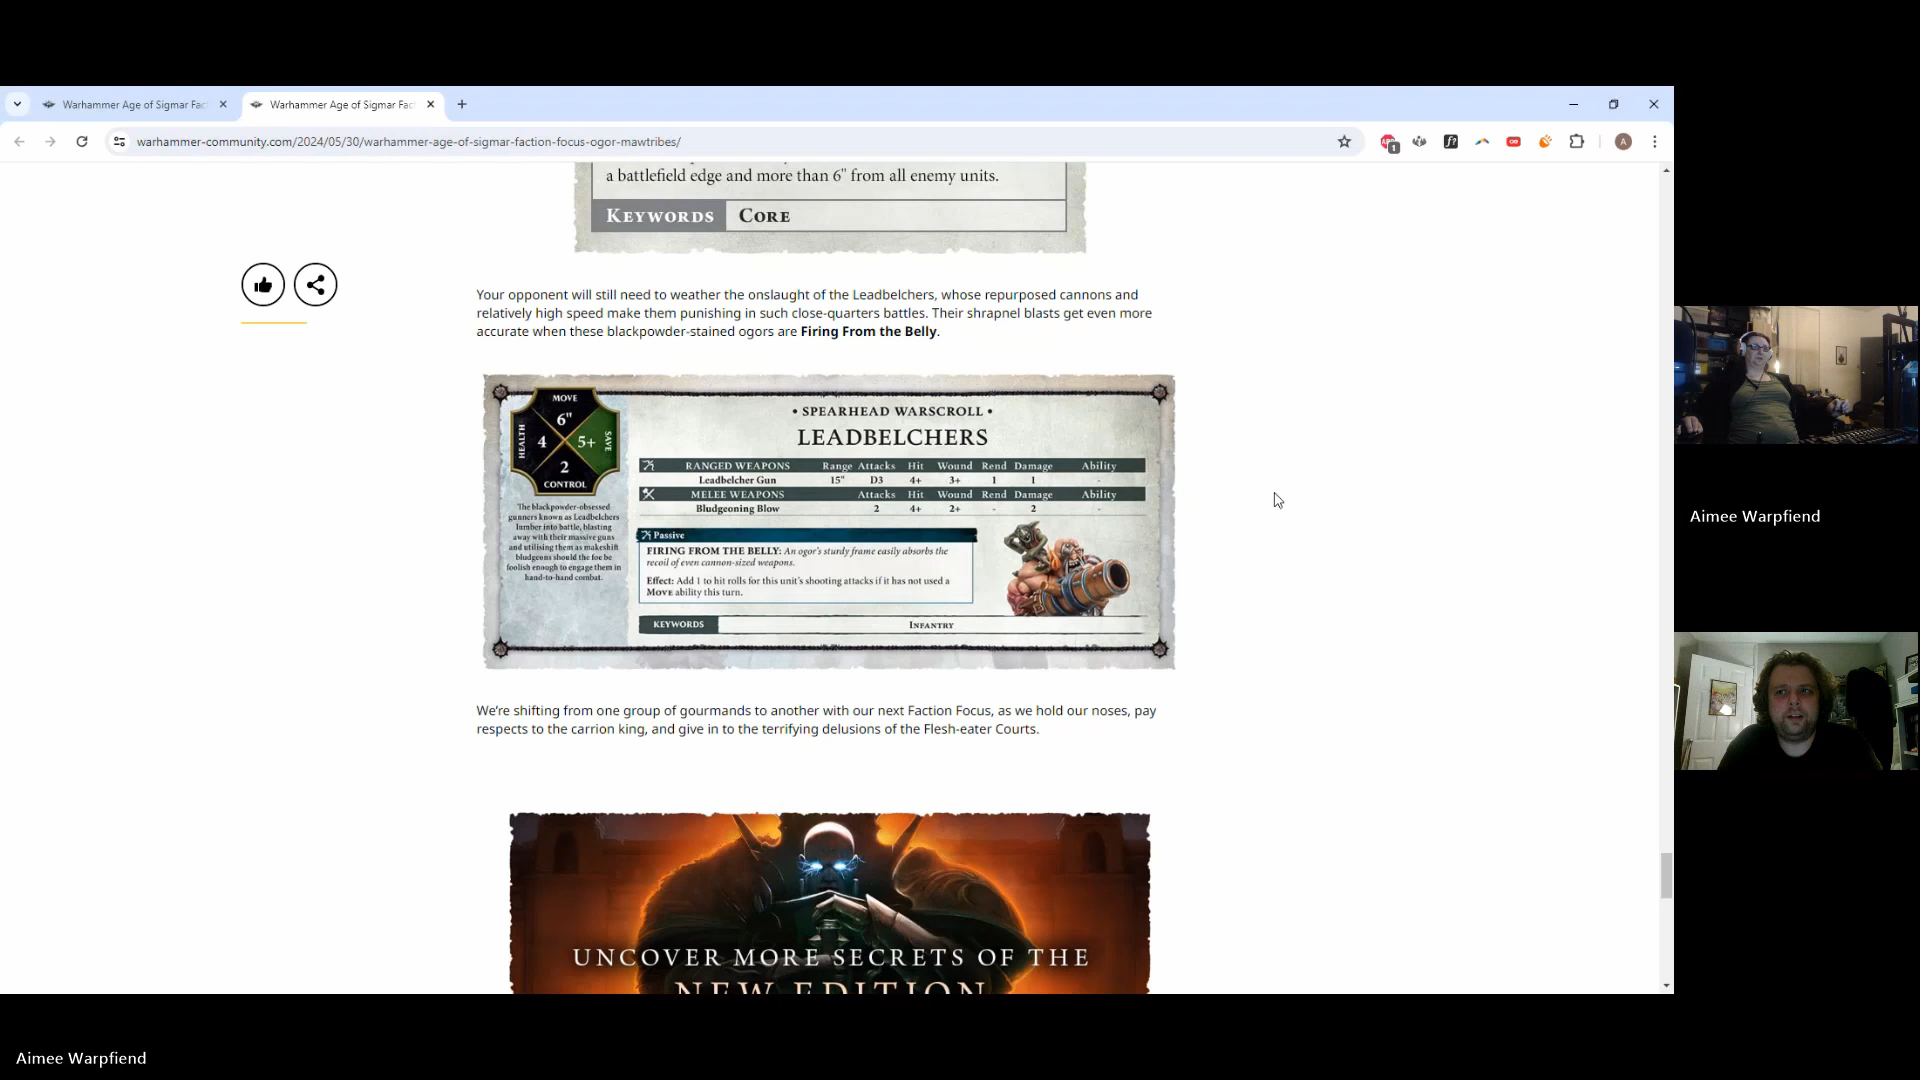 Warhammer Age of Sigmar Fac
Warhammer Age of Sigmar Fac
warhammer-community.com/2024/05/30/warhammer-age-of-sigmar-faction-focus-ogor-mawtribes/
1
A
a battlefield edge and more than 6" from all enemy units.
KEYWORDS CORE
Your opponent will still need to weather the onslaught of the Leadbelchers, whose repurposed cannons and
relatively high speed make them punishing in such close-quarters battles. Their shrapnel blasts get even more
accurate when these blackpowder-stained ogors are Firing From the Belly.
MOVE
6"
HEALTH 4 5+ SAVE
2
CONTROL
The blackpowder-obsessed
gunners known as Leadbelchers
lumber into battle, blasting
away with their massive guns
and utilising them as makeshift
bludgeons should the foe be
foolish enough to engage them in
hand-to-hand combat.
• SPEARHEAD WARSCROLL •
LEADBELCHERS
RANGED WEAPONS Range Attacks Hit Wound Rend Damage Ability
Leadbelcher Gun 15" D3 4+ 3+ 1 1 -
MELEE WEAPONS Attacks Hit Wound Rend Damage Ability
Bludgeoning Blow 2 4+ 2+ - 2 -
Passive
FIRING FROM THE BELLY: An ogor's sturdy frame easily absorbs the
recoil of even cannon-sized weapons.
Effect: Add 1 to hit rolls for this unit's shooting attacks if it has not used a
MOVE ability this turn.
KEYWORDS INFANTRY
We're shifting from one group of gourmands to another with our next Faction Focus, as we hold our noses, pay
respects to the carrion king, and give in to the terrifying delusions of the Flesh-eater Courts.
UNCOVER MORE SECRETS OF THE
NEW EDITION
Aimee Warpfiend
Aimee Warpfiend